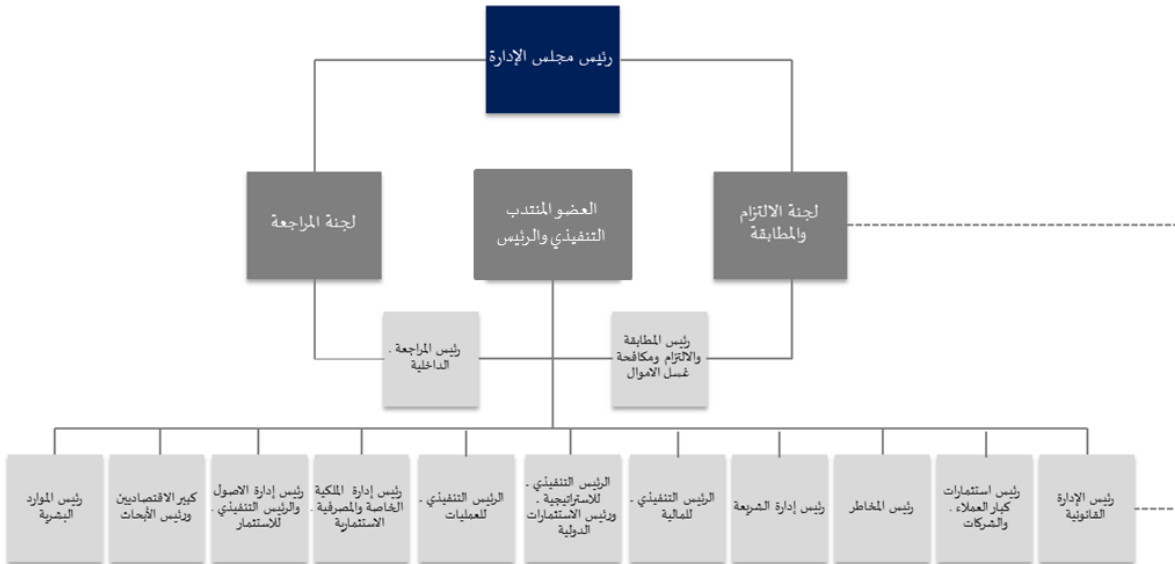 رئيس مجلس الإدارة
لجنة الالتزام
والمطابقة
العضو المنتدب
التنفيذي والرئيس
لجنة المراجعة
رئيس المطابقة
والالتزام ومكافحة
غسل الاموال
رئيس المراجعة .
الداخلية
رئيس الإدارة
القانونية
رئيس استثمارات
كبار العملاء .
والشركات
رئيس المخاطر
رئيس إدارة الشريعة
الرئيس التنفيذي .
للمالية
الرئيس التنفيذي .
للاستراتيجية .
ورئيس الاستثمارات
الدولية
الرئيس التنفيذي .
للعمليات
رئيس إدارة الملكية
الخاصة والمصرفية .
الاستثمارية
رئيس إدارة الاصول
والرئيس التنفيذي .
للاستثمار
كبير الاقتصاديين
ورئيس الأبحاث
رئيس الموارد
البشرية